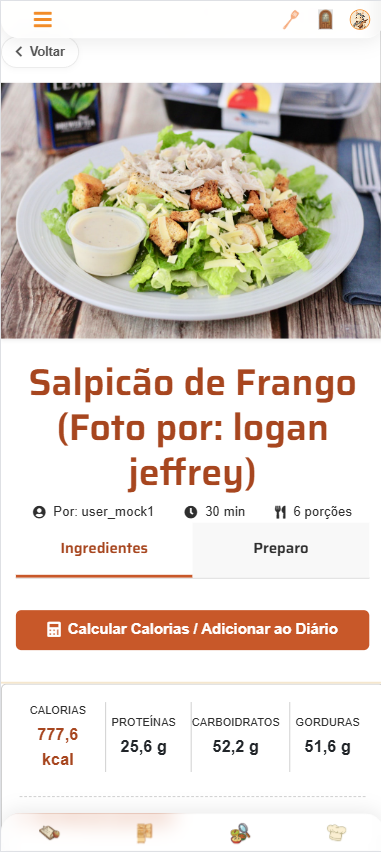 Voltar
Salpicão de Frango
(Foto por: logan
jeffrey)
Por: user_mock1 30 min 6 porções
Ingredientes Preparo
Calcular Calorias / Adicionar ao Diário
CALORIAS PROTEÍNAS CARBOIDRATOS GORDURAS
777,6 kcal 25,6 g 52,2 g 51,6 g